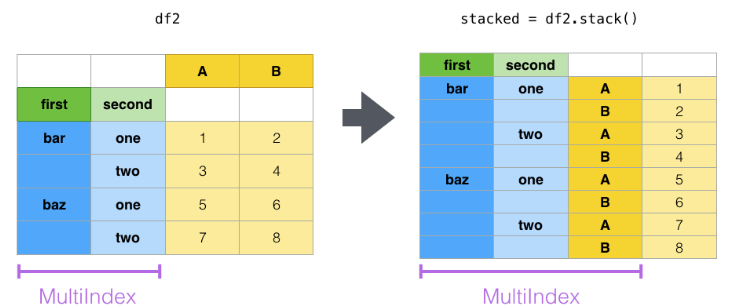 df2
A B
first second
bar one 1 2
two 3 4
baz one 5 6
two 7 8
MultiIndex
stacked = df2.stack()
first second
bar one A 1
B 2
two A 3
B 4
baz one A 5
B 6
two A 7
B 8
MultiIndex